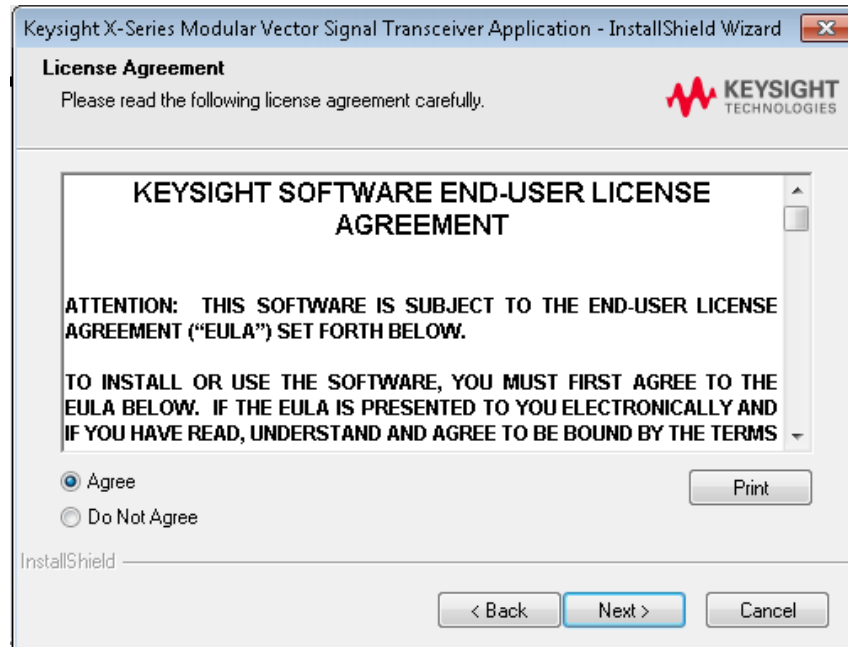 Keysight X-Series Modular Vector Signal Transceiver Application - InstallShield Wizard
License Agreement
Please read the following license agreement carefully.
KEYSIGHT
TECHNOLOGIES
KEYSIGHT SOFTWARE END-USER LICENSE
AGREEMENT
ATTENTION: THIS SOFTWARE IS SUBJECT TO THE END-USER LICENSE
AGREEMENT (“EULA”) SET FORTH BELOW.
TO INSTALL OR USE THE SOFTWARE, YOU MUST FIRST AGREE TO THE
EULA BELOW. IF THE EULA IS PRESENTED TO YOU ELECTRONICALLY AND
IF YOU HAVE READ, UNDERSTAND AND AGREE TO BE BOUND BY THE TERMS
Agree
Print
Do Not Agree
InstallShield
< Back Next > Cancel